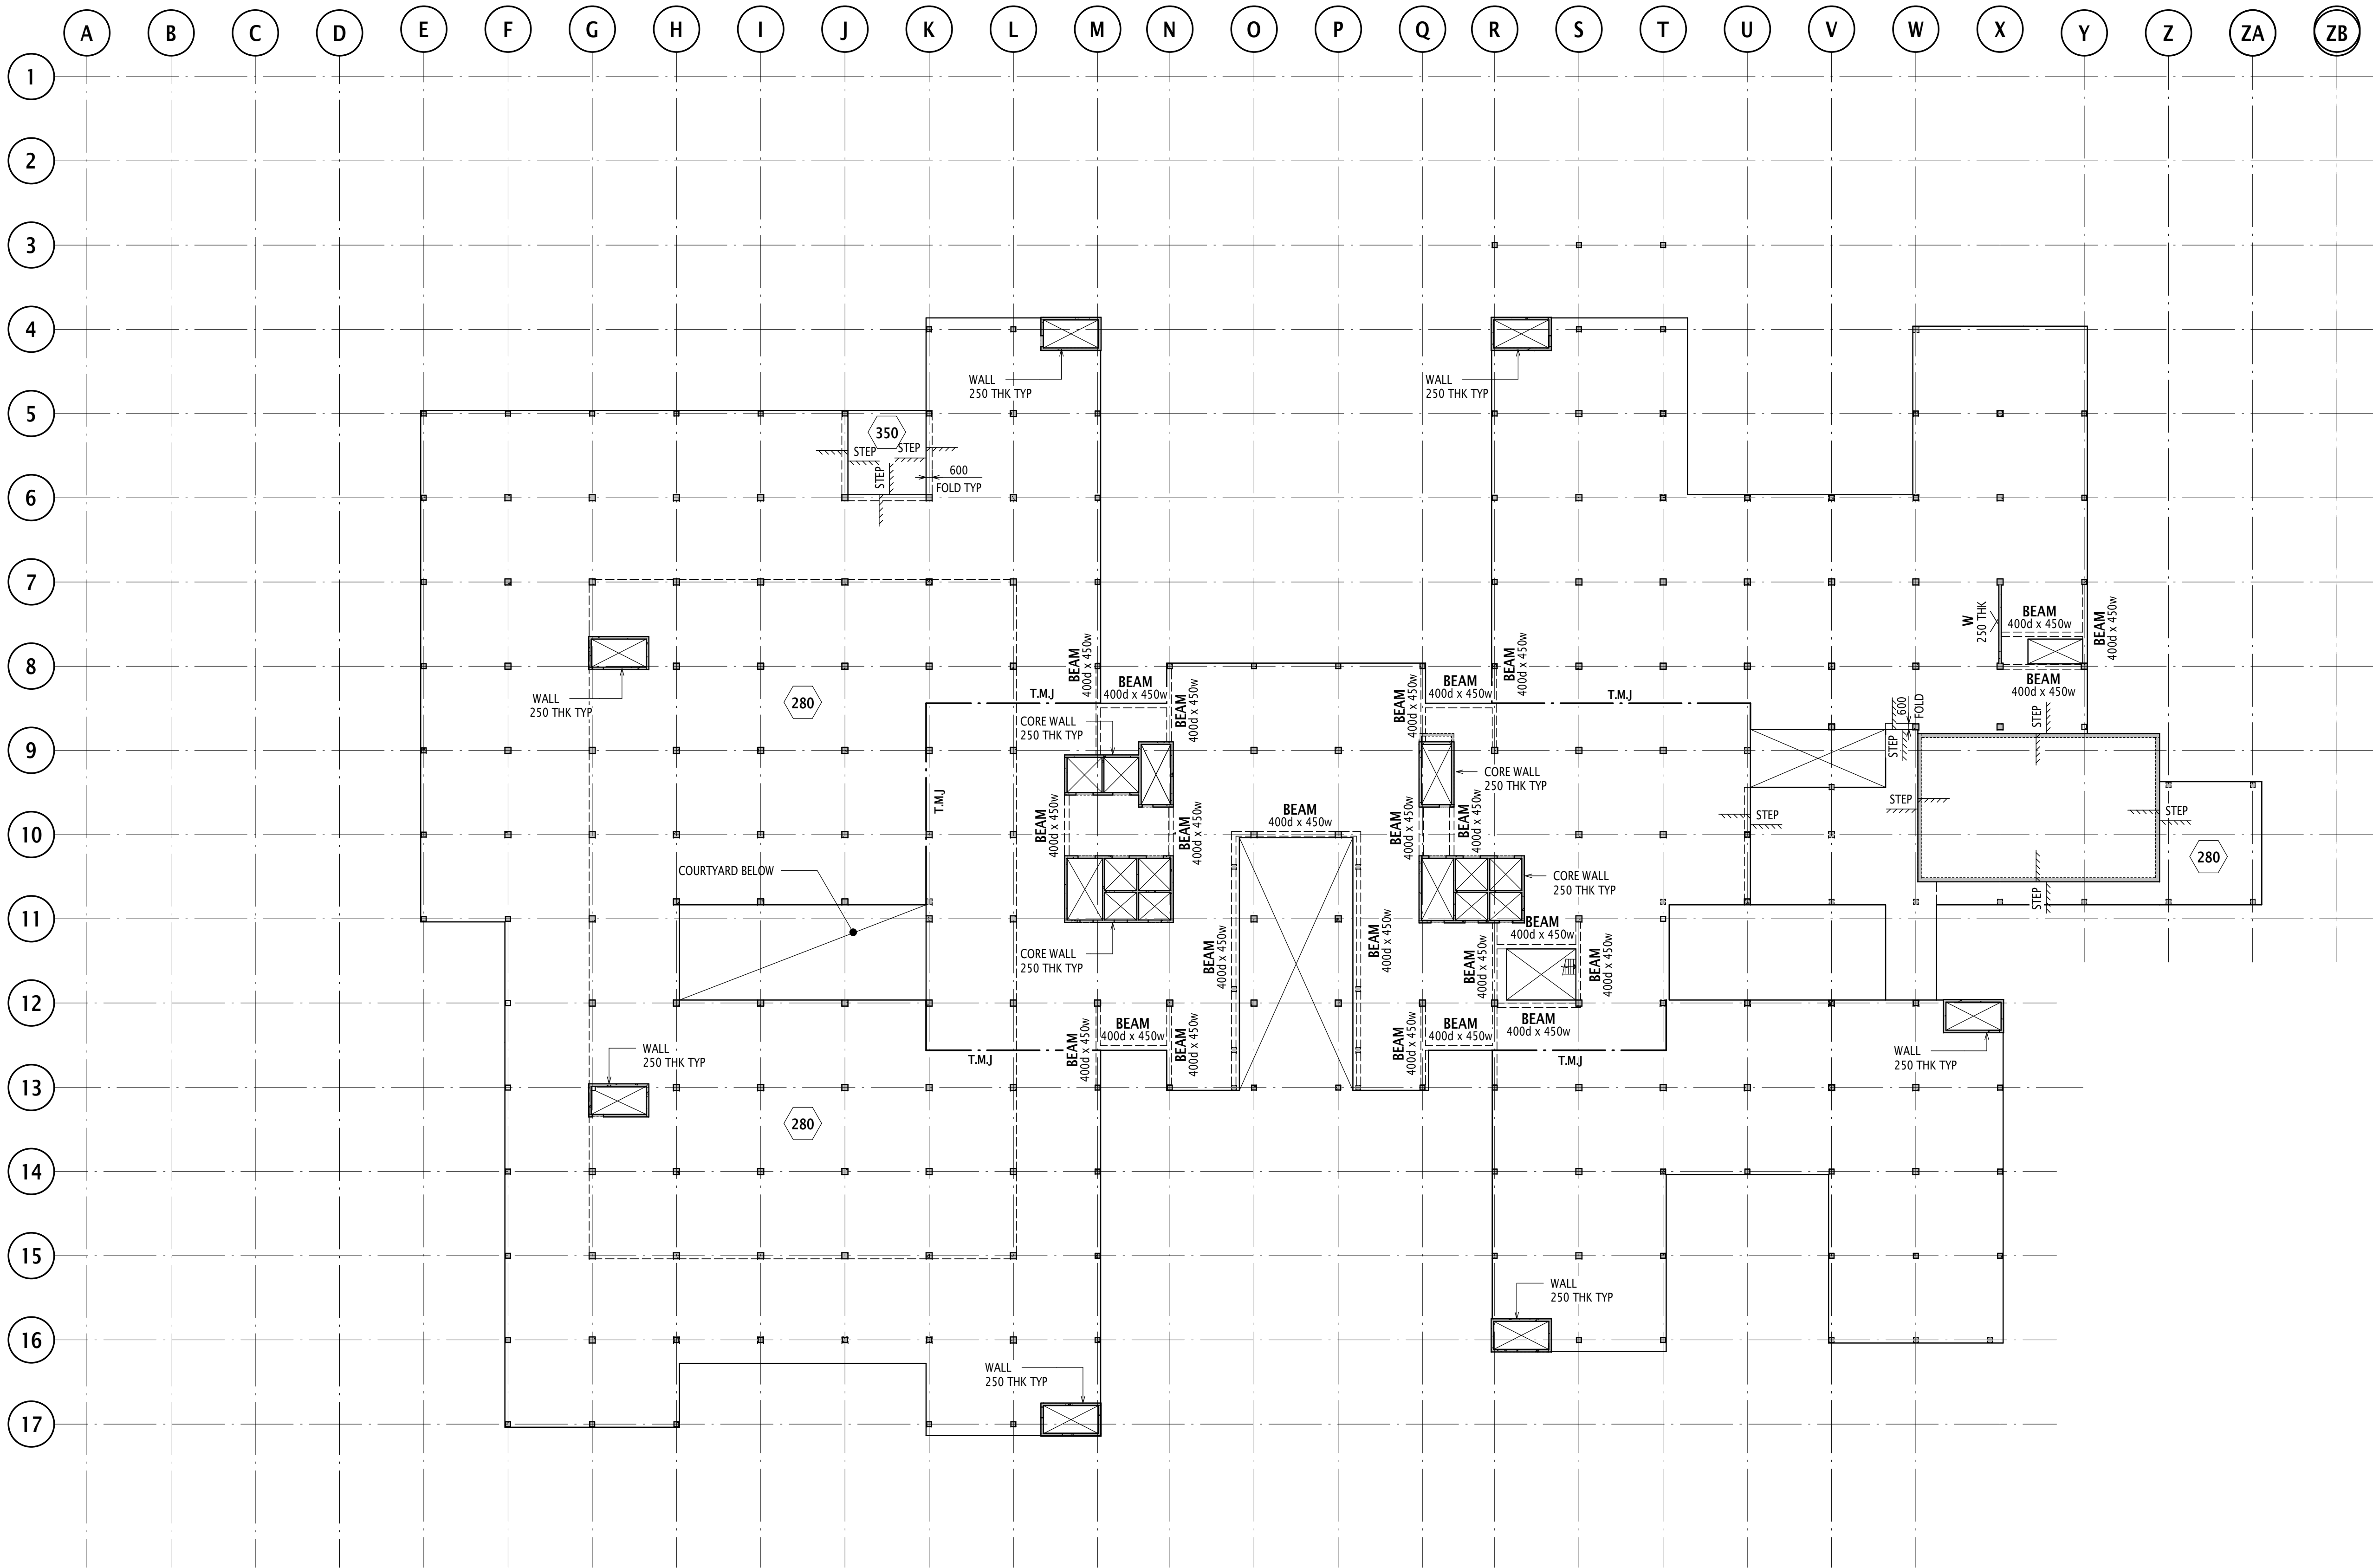 A B C D E F G H I J K L M N O P Q R S T U V W X Y Z ZA ZB
1
2
3
4
WALL
250 THK TYP
WALL
250 THK TYP
5
350
STEP
STEP
STEP
600
FOLD TYP
6
7
W
250 THK
BEAM
400d x 450w
BEAM
400d x 450w
8
WALL
250 THK TYP
280
BEAM
400d x 450w
BEAM
400d x 450w
BEAM
400d x 450w
BEAM
400d x 450w
BEAM
400d x 450w
BEAM
400d x 450w
BEAM
400d x 450w
T.M.J
T.M.J
CORE WALL
250 THK TYP
600
FOLD
STEP
STEP
9
T.M.J
CORE WALL
250 THK TYP
STEP
STEP
STEP
10
BEAM
400d x 450w
BEAM
400d x 450w
BEAM
400d x 450w
BEAM
400d x 450w
BEAM
400d x 450w
280
COURTYARD BELOW
CORE WALL
250 THK TYP
STEP
11
CORE WALL
250 THK TYP
BEAM
400d x 450w
BEAM
400d x 450w
BEAM
400d x 450w
BEAM
400d x 450w
BEAM
400d x 450w
12
BEAM
400d x 450w
BEAM
400d x 450w
BEAM
400d x 450w
BEAM
400d x 450w
BEAM
400d x 450w
BEAM
400d x 450w
WALL
250 THK TYP
T.M.J
T.M.J
WALL
250 THK TYP
13
280
14
15
WALL
250 THK TYP
16
WALL
250 THK TYP
17